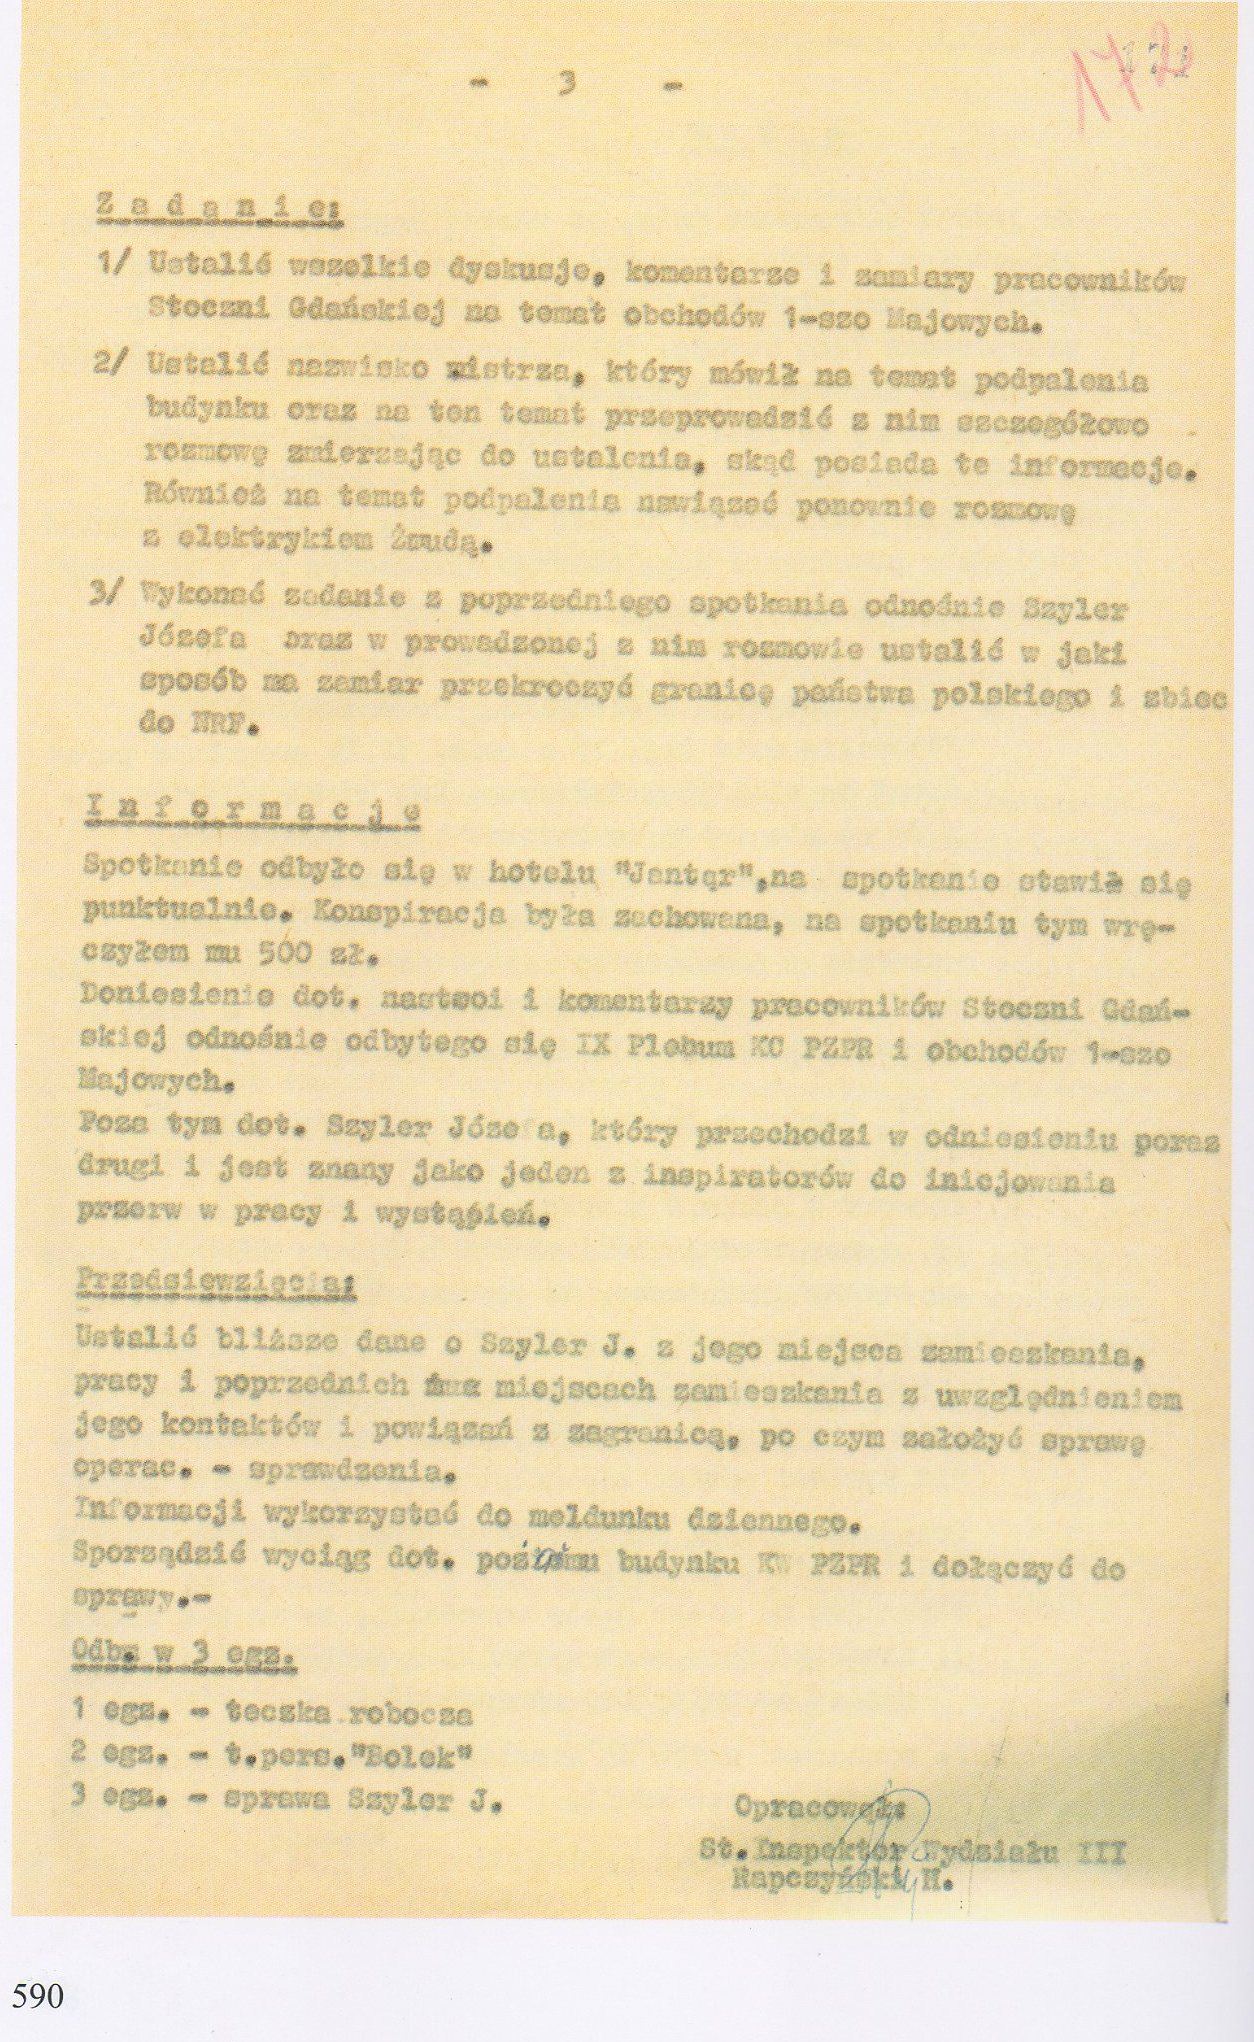 - 3 -
172
Zadanie:
1/ Ustalić wszelkie dyskusje, komentarze i zamiary pracowników
Stoczni Gdańskiej na temat obchodów 1-szo Majowych.
2/ Ustalić nazwisko mistrza, który mówił na temat podpalenia
budynku oraz na ten temat przeprowadzić z nim szczegółowo
rozmowę zmierzając do ustalenia, skąd posiada te informacje.
Również na temat podpalenia nawiązać ponownie rozmowę
z elektrykiem Żmudą.
3/ Wykonać zadanie z poprzedniego spotkania odnośnie Szyler
Józefa oraz w prowadzonej z nim rozmowie ustalić w jaki
sposób ma zamiar przekroczyć granicę państwa polskiego i zbiec
do NRF.
Informacje
Spotkanie odbyło się w hotelu "Jantar",na spotkanie stawił się
punktualnie. Konspiracja była zachowana, na spotkaniu tym wrę-
czyłem mu 500 zł.
Doniesienie dot. nastroi i komentarzy pracowników Stoczni Gdań-
skiej odnośnie odbytego się IX Plenum KC PZPR i obchodów 1-szo
Majowych.
Poza tym dot. Szyler Józefa, który przechodzi w odniesieniu poraz
drugi i jest znany jako jeden z inspiratorów do inicjowania
przerw w pracy i wystąpień.
Przedsięwzięcia:
Ustalić bliższe dane o Szyler J. z jego miejsca zamieszkania,
pracy i poprzednich miejscach zamieszkania z uwzględnieniem
jego kontaktów i powiązań z zagranicą, po czym założyć sprawę
operac. - sprawdzenia.
Informacji wykorzystać do meldunku dziennego.
Sporządzić wyciąg dot. pożaru budynku KW PZPR i dołączyć do
sprawy.-
Odb. w 3 egz.
1 egz. - teczka robocza
2 egz. - t.pers."Bolek"
3 egz. - sprawa Szyler J.
Opracował:
St.Inspektor Wydziału III
Rapczyński H.
590